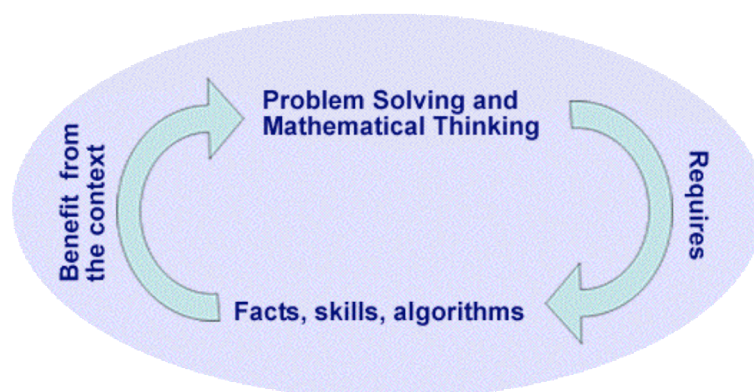 Problem Solving and
Mathematical Thinking
Requires
Facts, skills, algorithms
Benefit from
the context